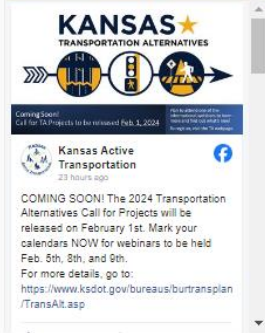 KANSAS
TRANSPORTATION ALTERNATIVES
Coming Soon!
Call for TA Projects to be released Feb. 1, 2024
Kansas Active
Transportation
23 hours ago
COMING SOON! The 2024 Transportation
Alternatives Call for Projects will be
released on February 1st. Mark your
calendars NOW for webinars to be held
Feb. 5th, 8th, and 9th.
For more details, go to:
https://www.ksdot.gov/bureaus/burtransplan
/TransAlt.asp